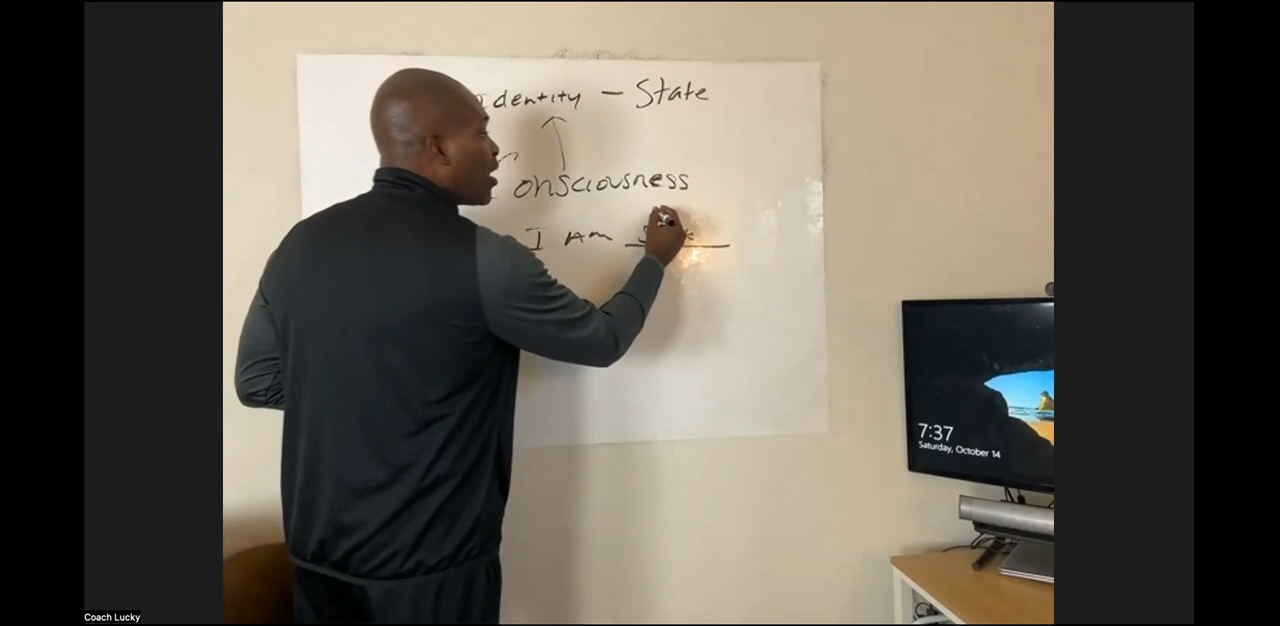 Identity – State
onsciousness
I Am
7:37
Saturday, October 14
Coach Lucky